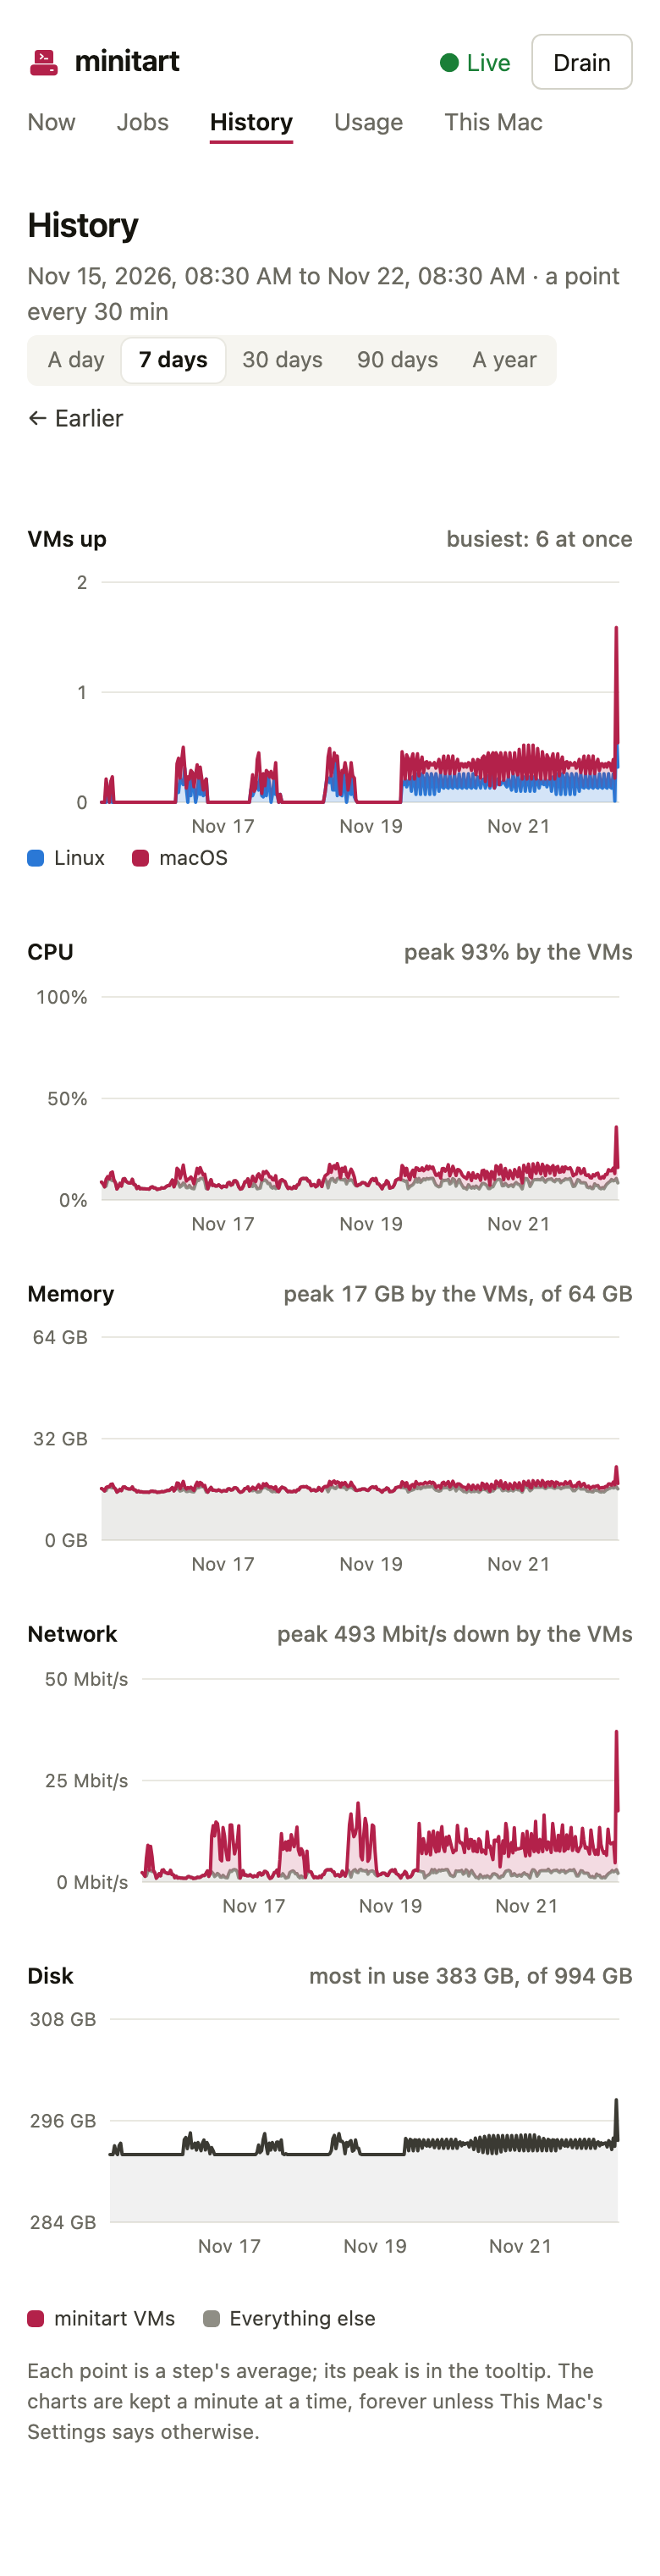 minitart
Live
Drain
Now
Jobs
History
Usage
This Mac
History
Nov 15, 2026, 08:30 AM to Nov 22, 08:30 AM · a point
every 30 min
A day
7 days
30 days
90 days
A year
← Earlier
VMs up
busiest: 6 at once
2
1
0
Nov 17
Nov 19
Nov 21
Linux
macOS
CPU
peak 93% by the VMs
100%
50%
0%
Nov 17
Nov 19
Nov 21
Memory
peak 17 GB by the VMs, of 64 GB
64 GB
32 GB
0 GB
Nov 17
Nov 19
Nov 21
Network
peak 493 Mbit/s down by the VMs
50 Mbit/s
25 Mbit/s
0 Mbit/s
Nov 17
Nov 19
Nov 21
Disk
most in use 383 GB, of 994 GB
308 GB
296 GB
284 GB
Nov 17
Nov 19
Nov 21
minitart VMs
Everything else
Each point is a step's average; its peak is in the tooltip. The
charts are kept a minute at a time, forever unless This Mac's
Settings says otherwise.